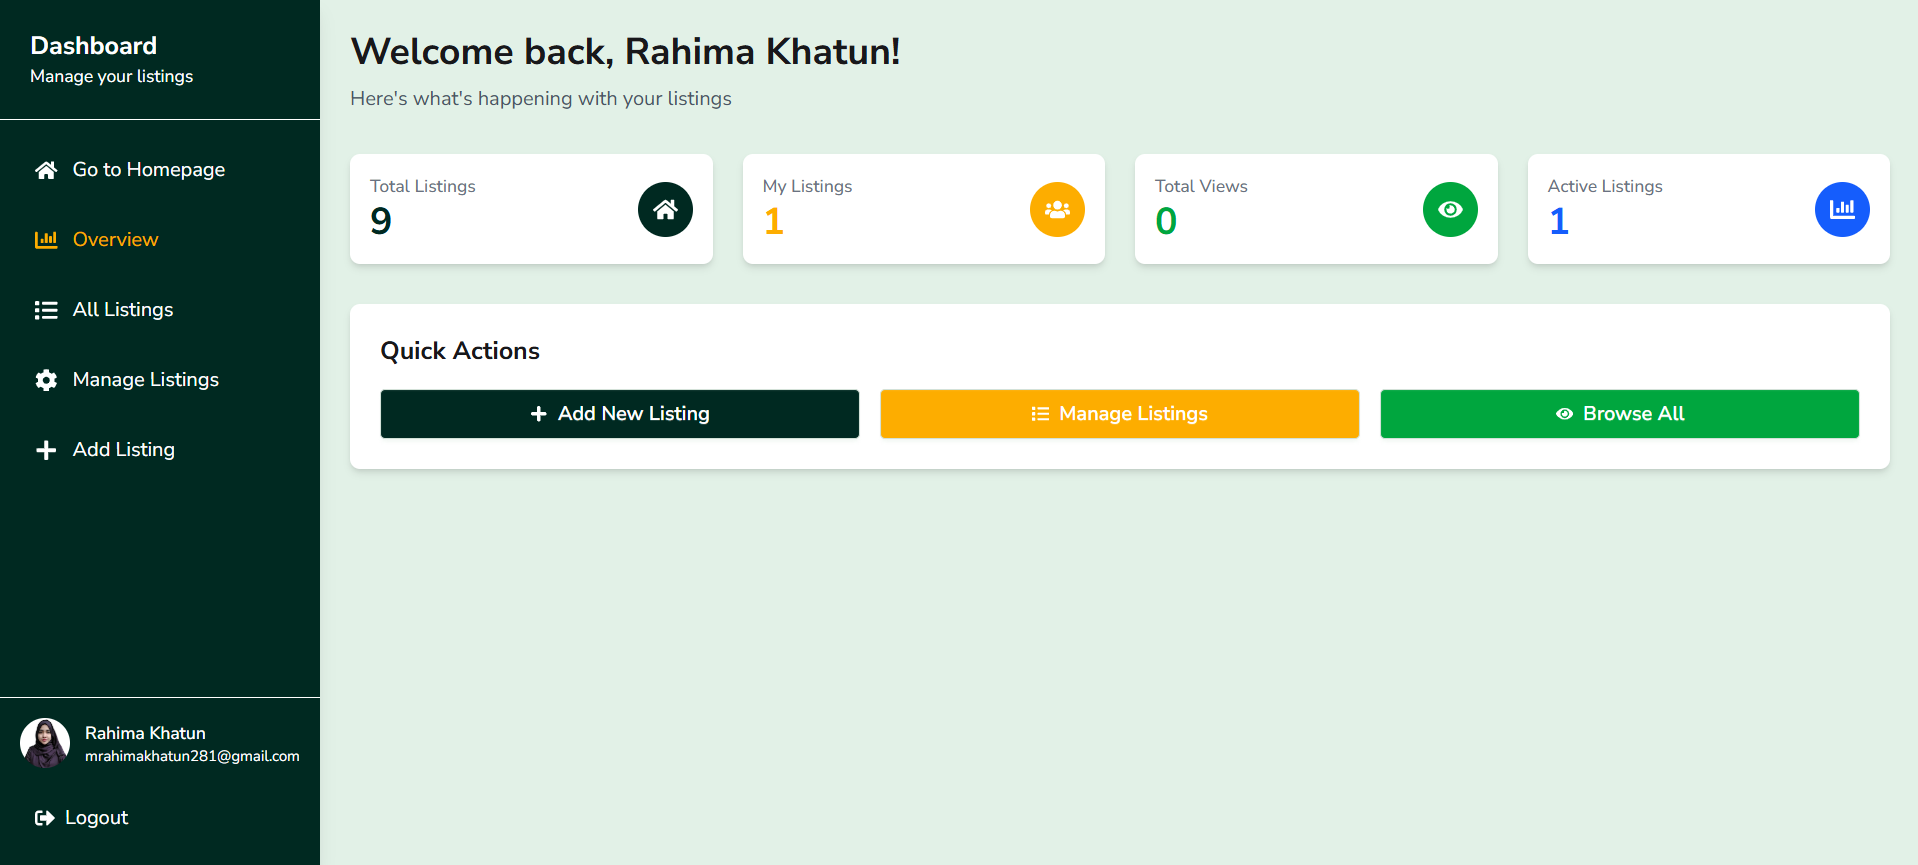 Dashboard
Manage your listings
Go to Homepage
Overview
All Listings
Manage Listings
Add Listing
Rahima Khatun
mrahimakhatun281@gmail.com
Logout
Welcome back, Rahima Khatun!
Here's what's happening with your listings
Total Listings
9
My Listings
1
Total Views
0
Active Listings
1
Quick Actions
Add New Listing
Manage Listings
Browse All